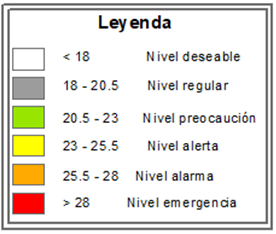 Leyenda
< 18 Nivel deseable
18 - 20.5 Nivel regular
20.5 - 23 Nivel preocaución
23 - 25.5 Nivel alerta
25.5 - 28 Nivel alarma
> 28 Nivel emergencia